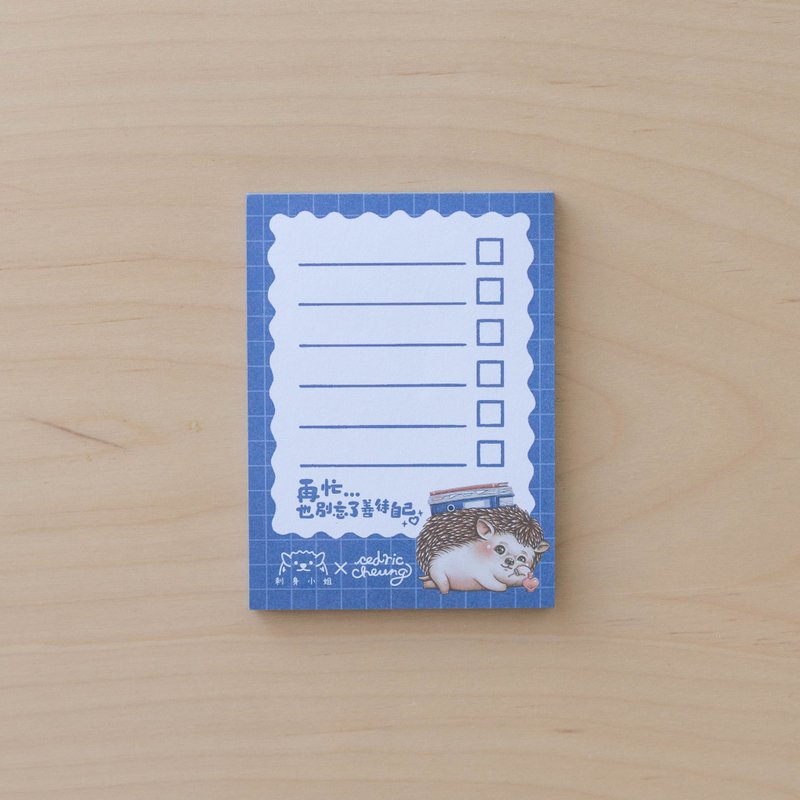 再忙...
也別忘了善待自己
刺身小姐 × cedric
cheung